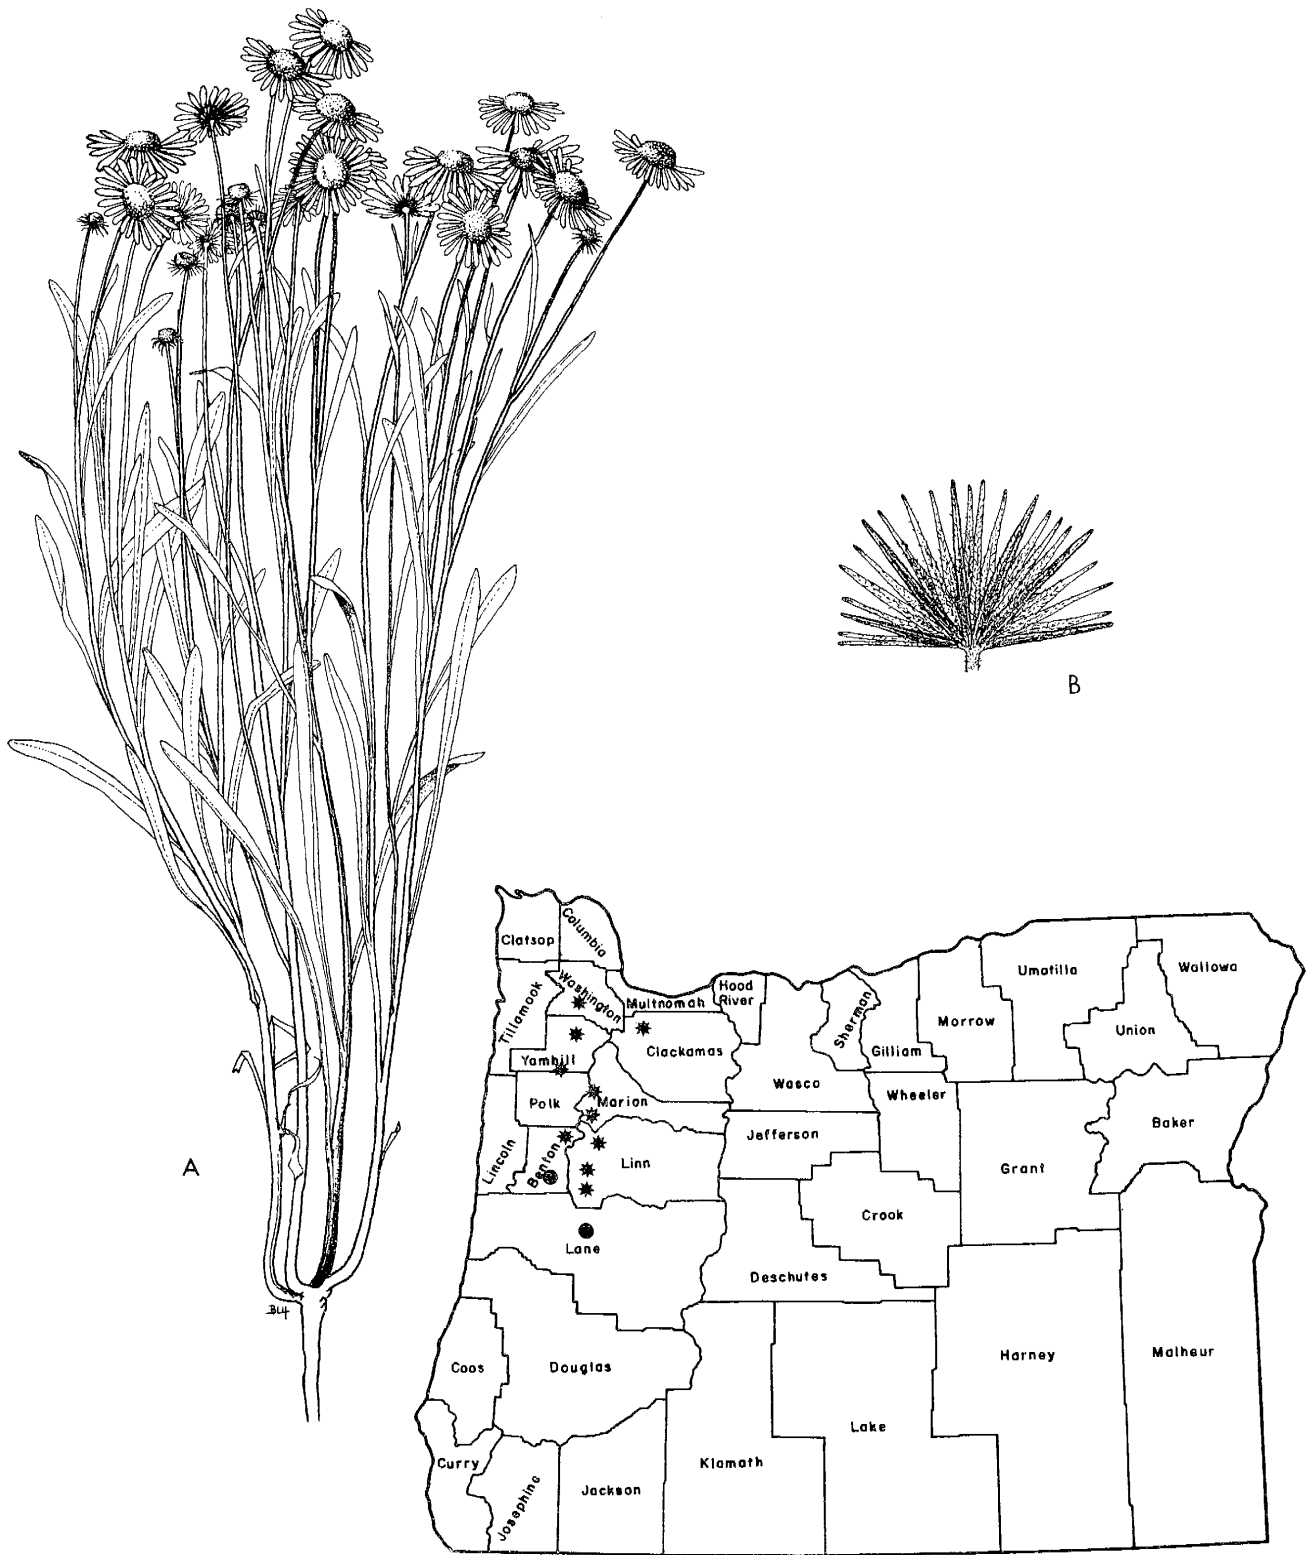 B
A
BL4
Clatsop
Columbia
Tillamook
Washington
Multnomah
Hood
River
Sherman
Gilliam
Morrow
Umatilla
Union
Wallowa
Yamhill
Clackamas
Wasco
Wheeler
Baker
Polk
Marion
Jefferson
Grant
Lincoln
Benton
Linn
Crook
Lane
Deschutes
Coos
Douglas
Harney
Malheur
Lake
Curry
Josephine
Jackson
Klamath